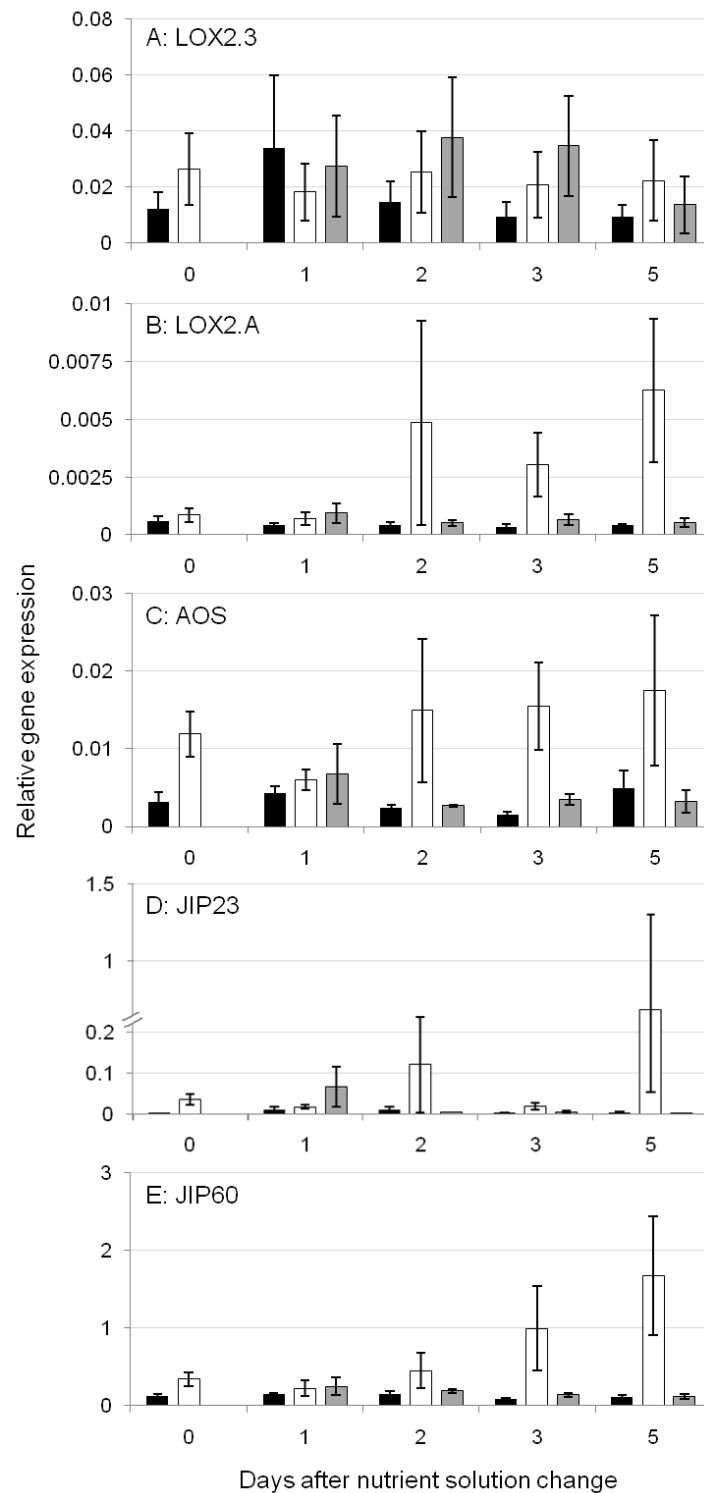 A: LOX2.3
0.08
0.06
0.04
0.02
0
0 1 2 3 5
B: LOX2.A
0.01
0.0075
0.005
0.0025
0
0 1 2 3 5
C: AOS
0.03
0.02
0.01
0
0 1 2 3 5
D: JIP23
1.5
1
0.2
0.1
0
0 1 2 3 5
E: JIP60
3
2
1
0
0 1 2 3 5
Relative gene expression
Days after nutrient solution change